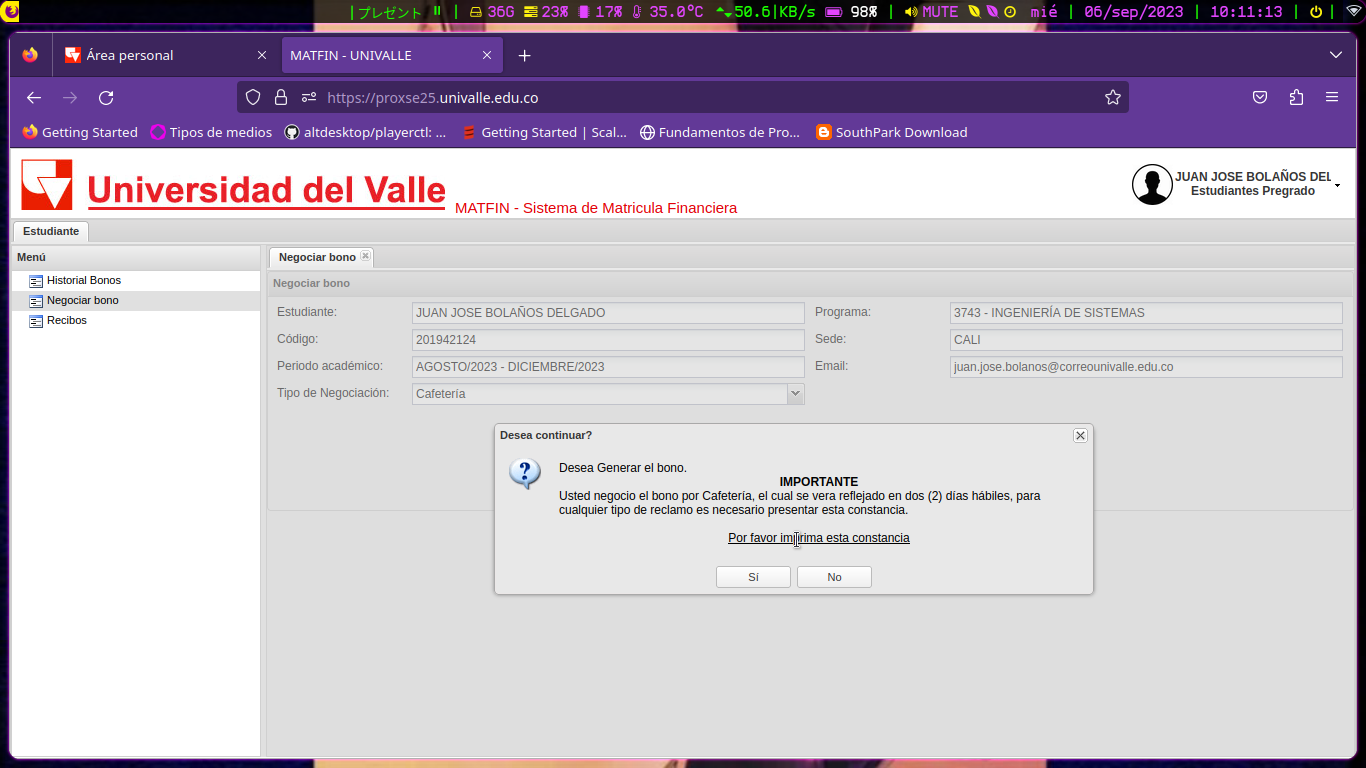 |プレゼント || | 36G 23% 17% 35.0°C 50.6|KB/s 98% MUTE mié | 06/sep/2023 | 10:11:13 | |
Área personal MATFIN - UNIVALLE
https://proxse25.univalle.edu.co
Getting Started Tipos de medios altdesktop/playerctl: ... Getting Started | Scal... Fundamentos de Pro... SouthPark Download
Universidad del Valle MATFIN - Sistema de Matricula Financiera
JUAN JOSE BOLAÑOS DEL
Estudiantes Pregrado
Estudiante
Menú
Historial Bonos
Negociar bono
Recibos
Negociar bono
Negociar bono
Estudiante: JUAN JOSE BOLAÑOS DELGADO Programa: 3743 - INGENIERÍA DE SISTEMAS
Código: 201942124 Sede: CALI
Periodo académico: AGOSTO/2023 - DICIEMBRE/2023 Email: juan.jose.bolanos@correounivalle.edu.co
Tipo de Negociación: Cafetería
Desea continuar?
Desea Generar el bono.
IMPORTANTE
Usted negocio el bono por Cafetería, el cual se vera reflejado en dos (2) días hábiles, para
cualquier tipo de reclamo es necesario presentar esta constancia.
Por favor imprima esta constancia
Sí No